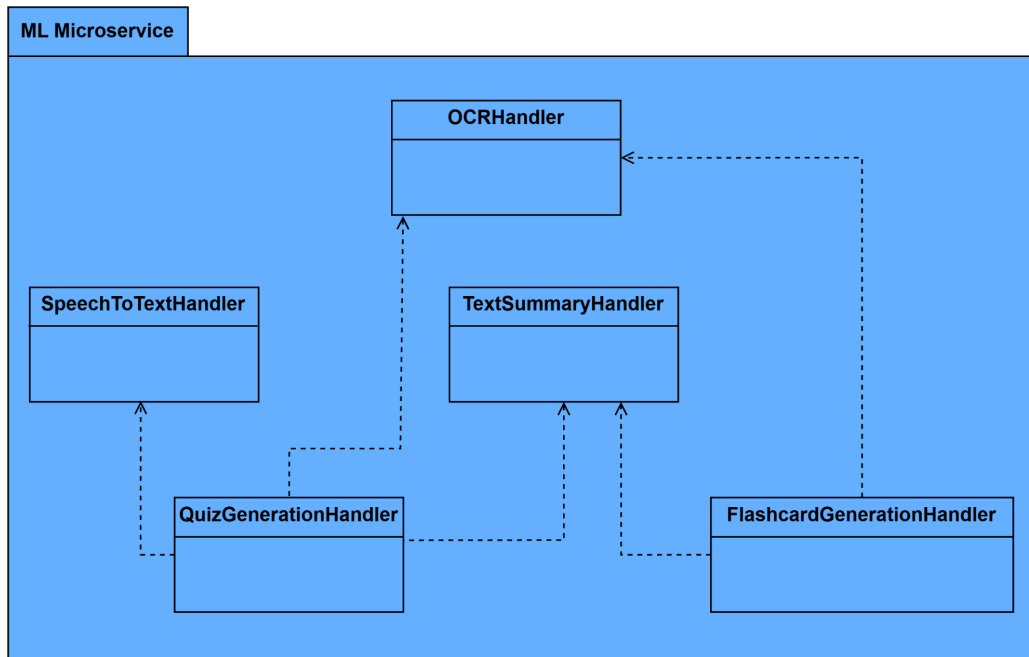 ML Microservice
OCRHandler
SpeechToTextHandler
TextSummaryHandler
QuizGenerationHandler
FlashcardGenerationHandler